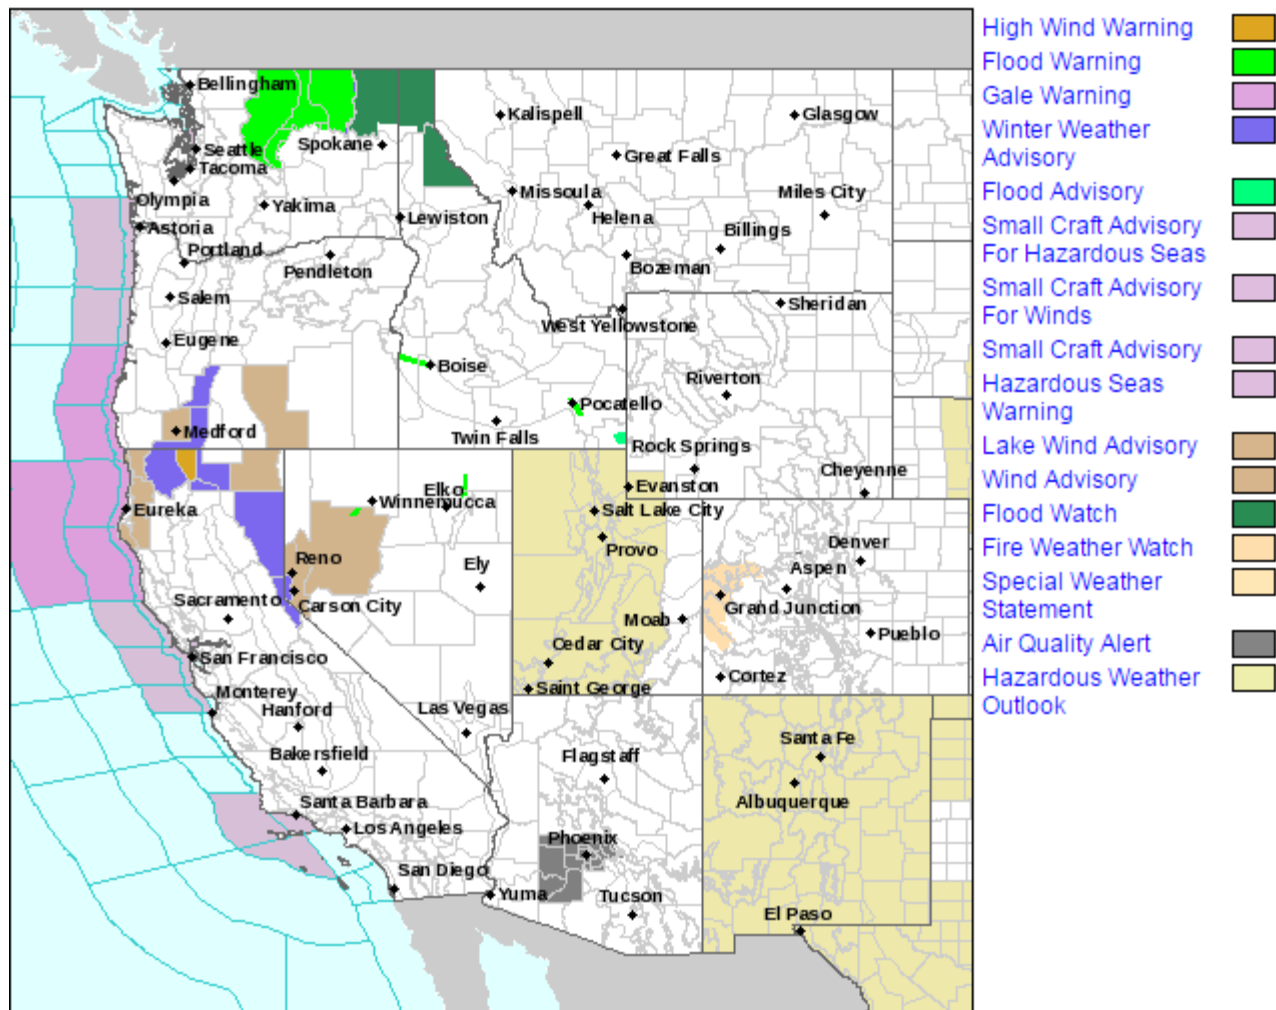 High Wind Warning
Flood Warning
Gale Warning
Winter Weather
Advisory
Flood Advisory
Small Craft Advisory
For Hazardous Seas
Small Craft Advisory
For Winds
Small Craft Advisory
Hazardous Seas
Warning
Lake Wind Advisory
Wind Advisory
Flood Watch
Fire Weather Watch
Special Weather
Statement
Air Quality Alert
Hazardous Weather
Outlook
Bellingham
Kalispell
Glasgow
Seattle
Spokane
Great Falls
Tacoma
Missoula
Miles City
Olympia
Yakima
Lewiston
Helena
Astoria
Billings
Portland
Pendleton
Bozeman
Salem
Sheridan
West Yellowstone
Eugene
Boise
Riverton
Pocatello
Medford
Twin Falls
Rock Springs
Cheyenne
Elko
Evanston
Winnemucca
Eureka
Salt Lake City
Provo
Denver
Reno
Ely
Aspen
Sacramento
Carson City
Grand Junction
Moab
Pueblo
Cedar City
San Francisco
Cortez
Saint George
Monterey
Hanford
Las Vegas
Santa Fe
Bakersfield
Flagstaff
Santa Barbara
Albuquerque
Los Angeles
Phoenix
San Diego
Yuma
Tucson
El Paso